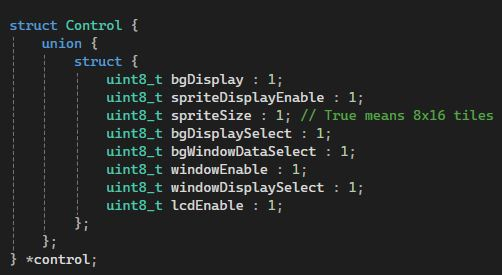 struct Control {
    union {
        struct {
            uint8_t bgDisplay : 1;
            uint8_t spriteDisplayEnable : 1;
            uint8_t spriteSize : 1; // True means 8x16 tiles
            uint8_t bgDisplaySelect : 1;
            uint8_t bgWindowDataSelect : 1;
            uint8_t windowEnable : 1;
            uint8_t windowDisplaySelect : 1;
            uint8_t lcdEnable : 1;
        };
    };
} *control;